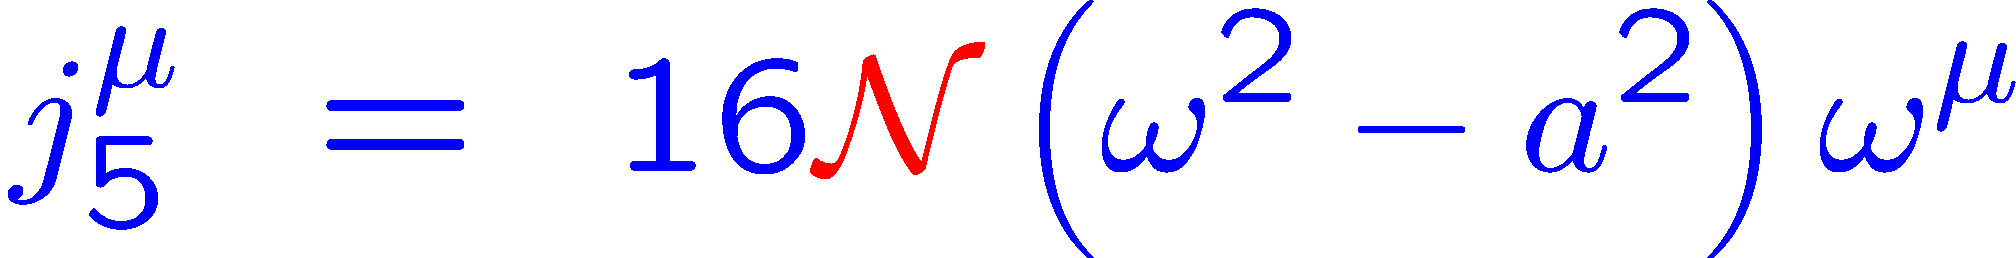 j_5^μ = 16𝒩 (ω^2 − a^2) ω^μ